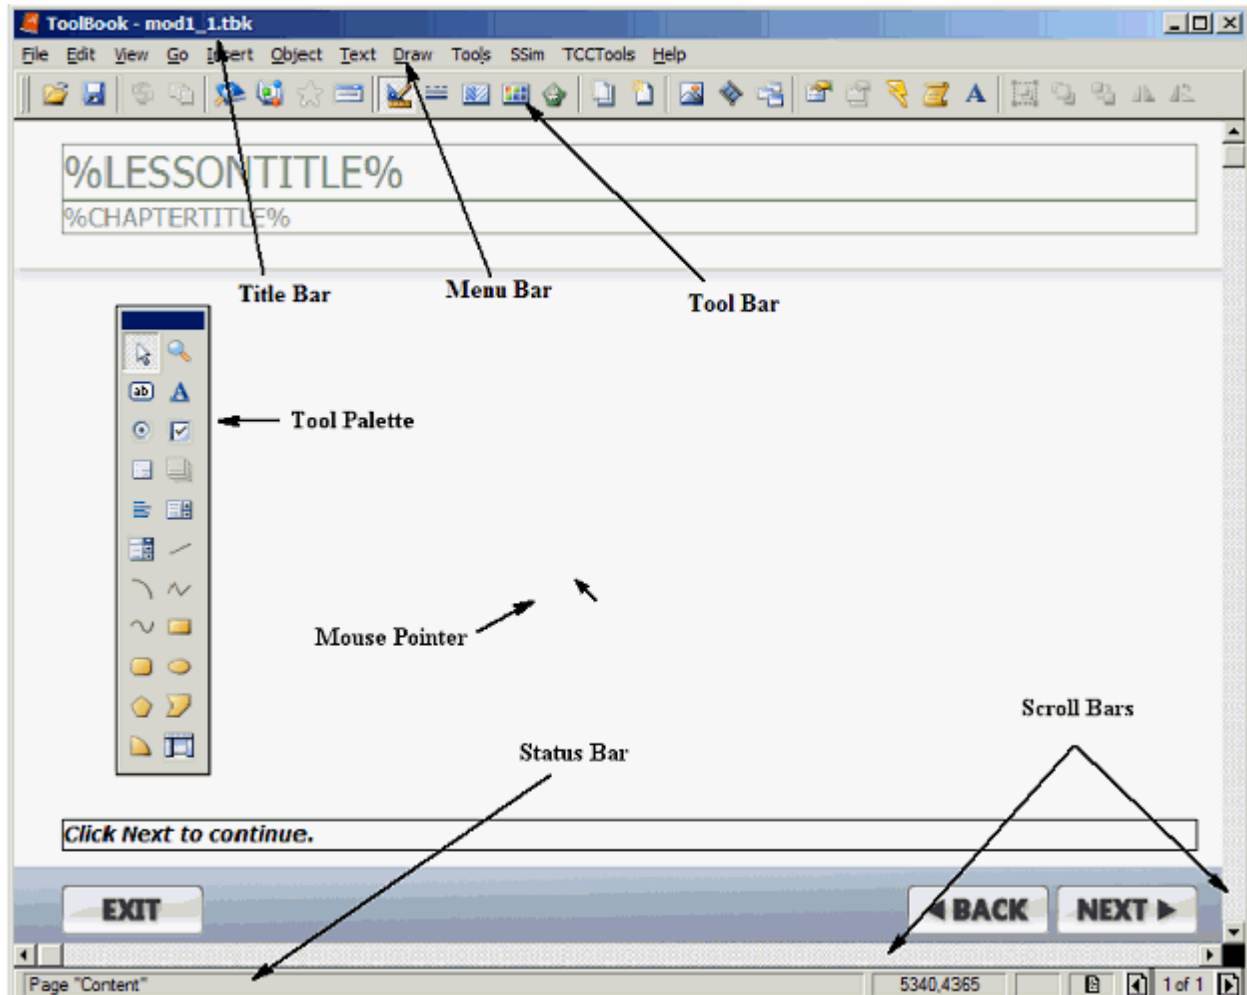 ToolBook - mod1_1.tbk
File Edit View Go Insert Object Text Draw Tools SSim TCCTools Help
%LESSONTITLE%
%CHAPTERTITLE%
Title Bar
Menu Bar
Tool Bar
ab A
Tool Palette
Mouse Pointer
Scroll Bars
Status Bar
Click Next to continue.
EXIT
BACK
NEXT
Page "Content"
5340,4365
1 of 1